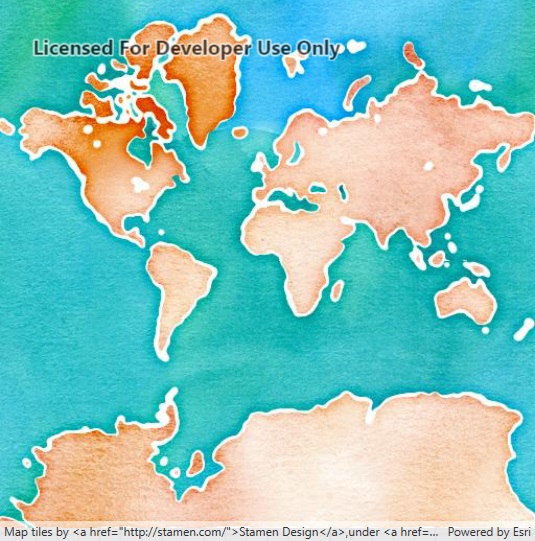 Licensed For Developer Use Only
Map tiles by <a href="http://stamen.com/">Stamen Design</a>,under <a href=... Powered by Esri